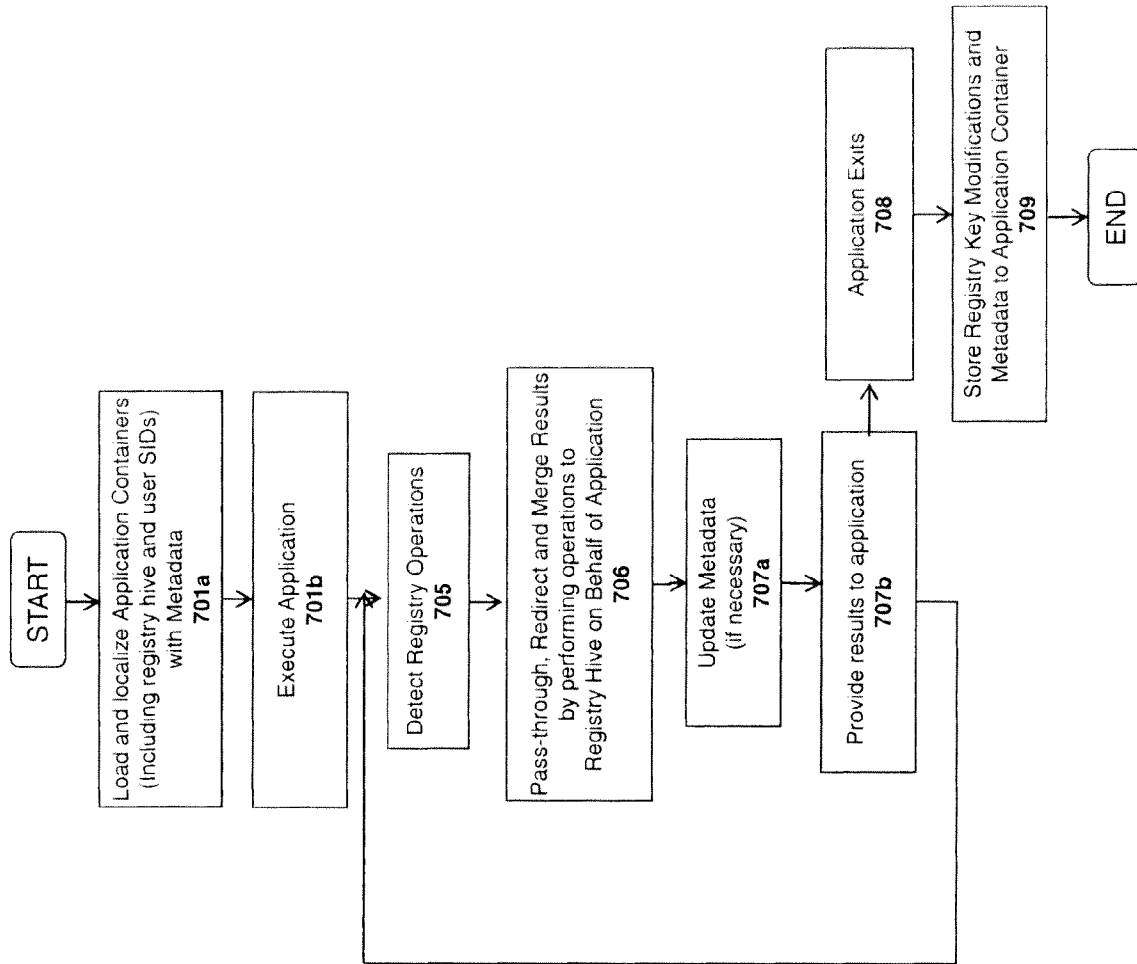 START
Load and localize Application Containers
(Including registry hive and user SIDs)
with Metadata
701a
Execute Application
701b
Detect Registry Operations
705
Pass-through, Redirect and Merge Results
by performing operations to
Registry Hive on Behalf of Application
706
Update Metadata
(if necessary)
707a
Provide results to application
707b
Application Exits
708
Store Registry Key Modifications and
Metadata to Application Container
709
END